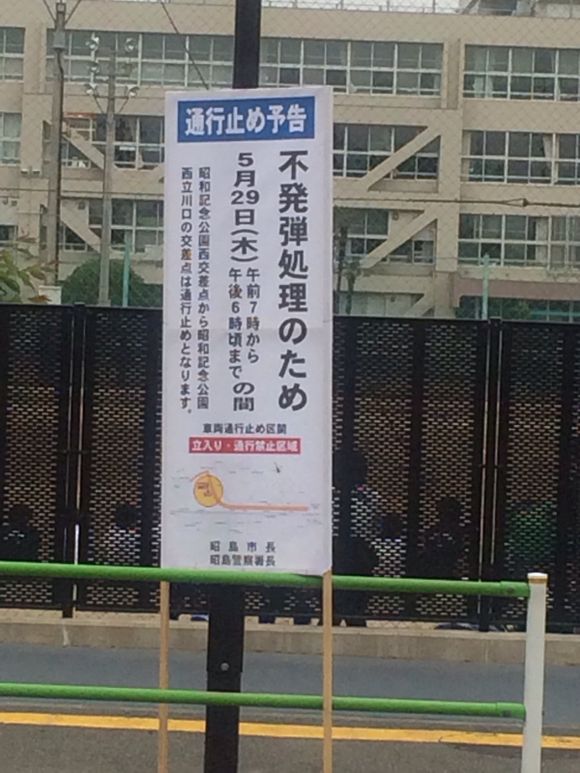 通行止め予告
不発弾処理のため
5月29日(木)午前7時から
午後6時頃までの間
昭和記念公園西交差点から昭和記念公園
西立川口の交差点は通行止めとなります。
車両通行止め区間
立入り・通行禁止区域
昭島市長
昭島警察署長